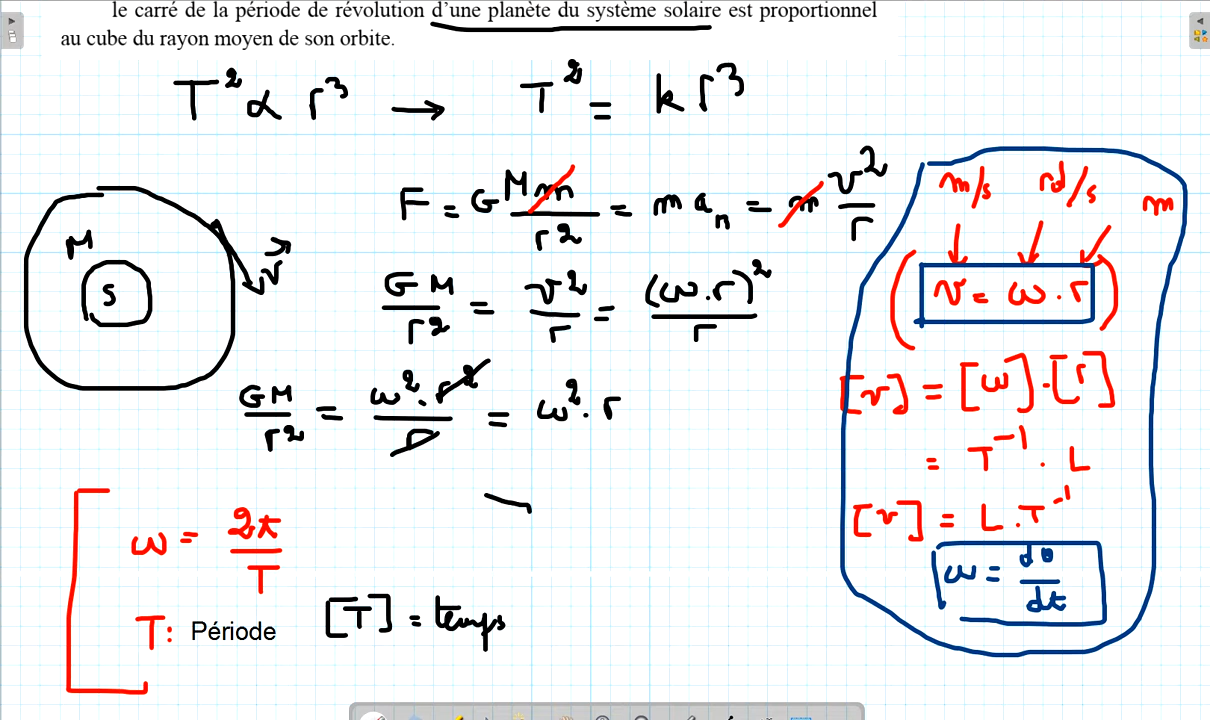 le carré de la période de révolution d'une planète du système solaire est proportionnel
au cube du rayon moyen de son orbite.
T² ∝ r³ → T² = k r³
F = G Mm / r² = m aₙ = m v² / r
M
S
v⃗
GM / r² = v² / r = (ω.r)² / r
GM / r² = ω².r² / r = ω².r
ω = 2π / T
T: Période
[T] = temps
m/s rd/s m
(v = ω.r)
[v] = [ω].[r]
= T⁻¹ . L
[v] = L.T⁻¹
ω = dθ / dt